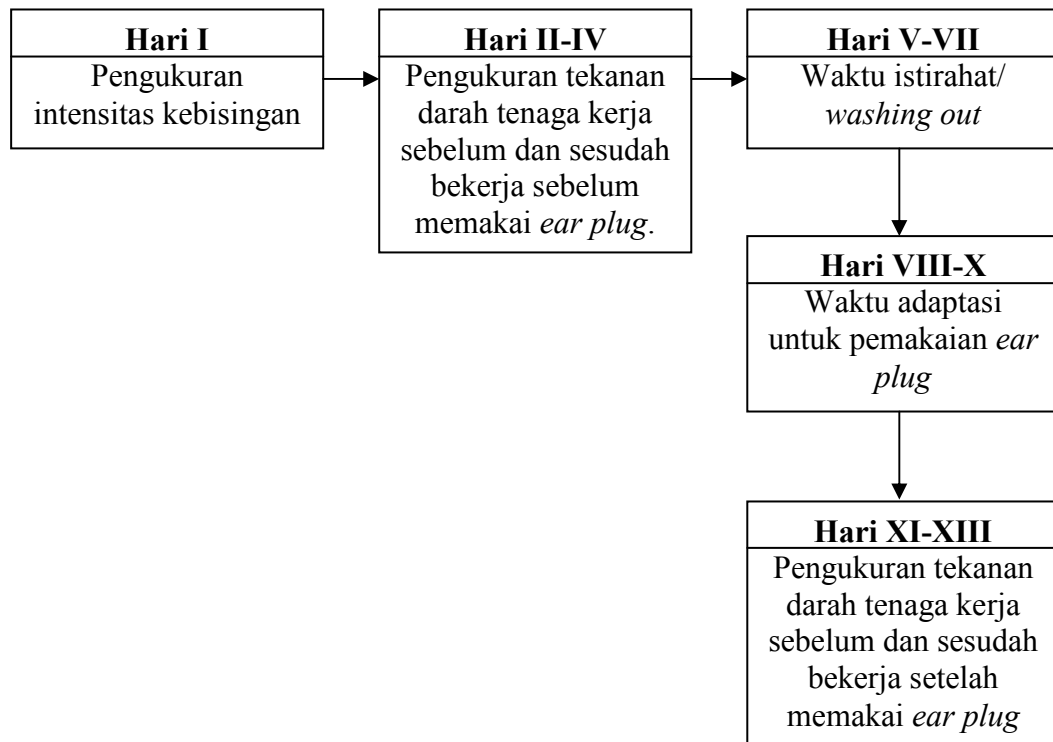 Hari I
Pengukuran
intensitas kebisingan
Hari II-IV
Pengukuran tekanan
darah tenaga kerja
sebelum dan sesudah
bekerja sebelum
memakai ear plug.
Hari V-VII
Waktu istirahat/
washing out
Hari VIII-X
Waktu adaptasi
untuk pemakaian ear
plug
Hari XI-XIII
Pengukuran tekanan
darah tenaga kerja
sebelum dan sesudah
bekerja setelah
memakai ear plug